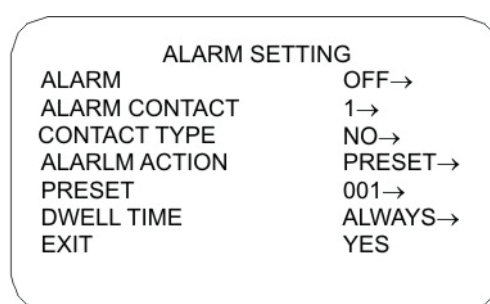 ALARM SETTING
ALARM OFF→
ALARM CONTACT 1→
CONTACT TYPE NO→
ALARLM ACTION PRESET→
PRESET 001→
DWELL TIME ALWAYS→
EXIT YES